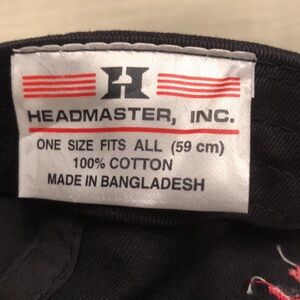 H
HEADMASTER, INC.
ONE SIZE FITS ALL (59 cm)
100% COTTON
MADE IN BANGLADESH